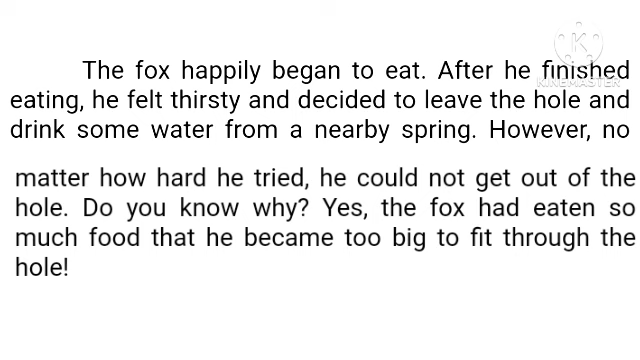 The fox happily began to eat. After he finished
eating, he felt thirsty and decided to leave the hole and
drink some water from a nearby spring. However, no
matter how hard he tried, he could not get out of the
hole. Do you know why? Yes, the fox had eaten so
much food that he became too big to fit through the
hole!
K
KINEMASTER